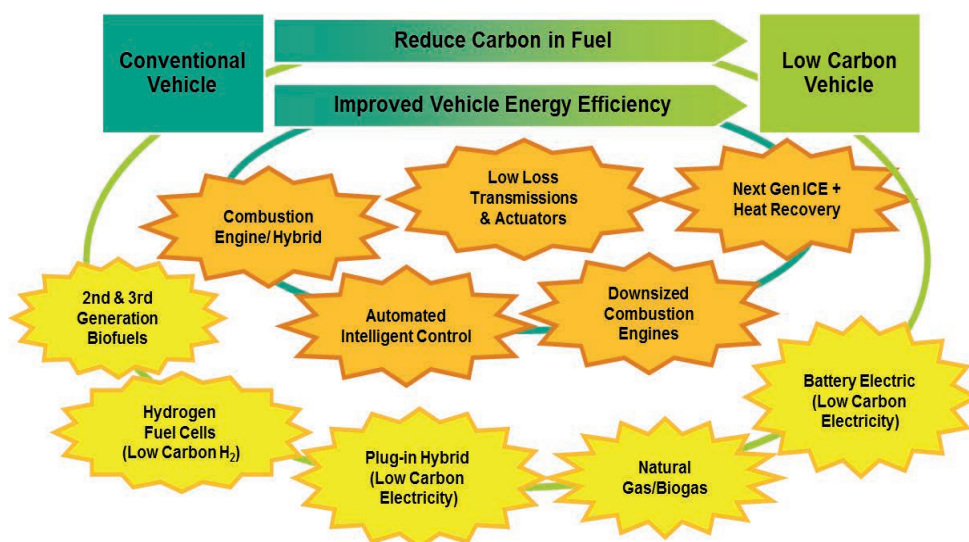 Conventional
Vehicle
Reduce Carbon in Fuel
Improved Vehicle Energy Efficiency
Low Carbon
Vehicle
Combustion
Engine/ Hybrid
Low Loss
Transmissions
& Actuators
Next Gen ICE +
Heat Recovery
Automated
Intelligent Control
Downsized
Combustion
Engines
2nd & 3rd
Generation
Biofuels
Hydrogen
Fuel Cells
(Low Carbon H₂)
Plug-in Hybrid
(Low Carbon
Electricity)
Natural
Gas/Biogas
Battery Electric
(Low Carbon
Electricity)